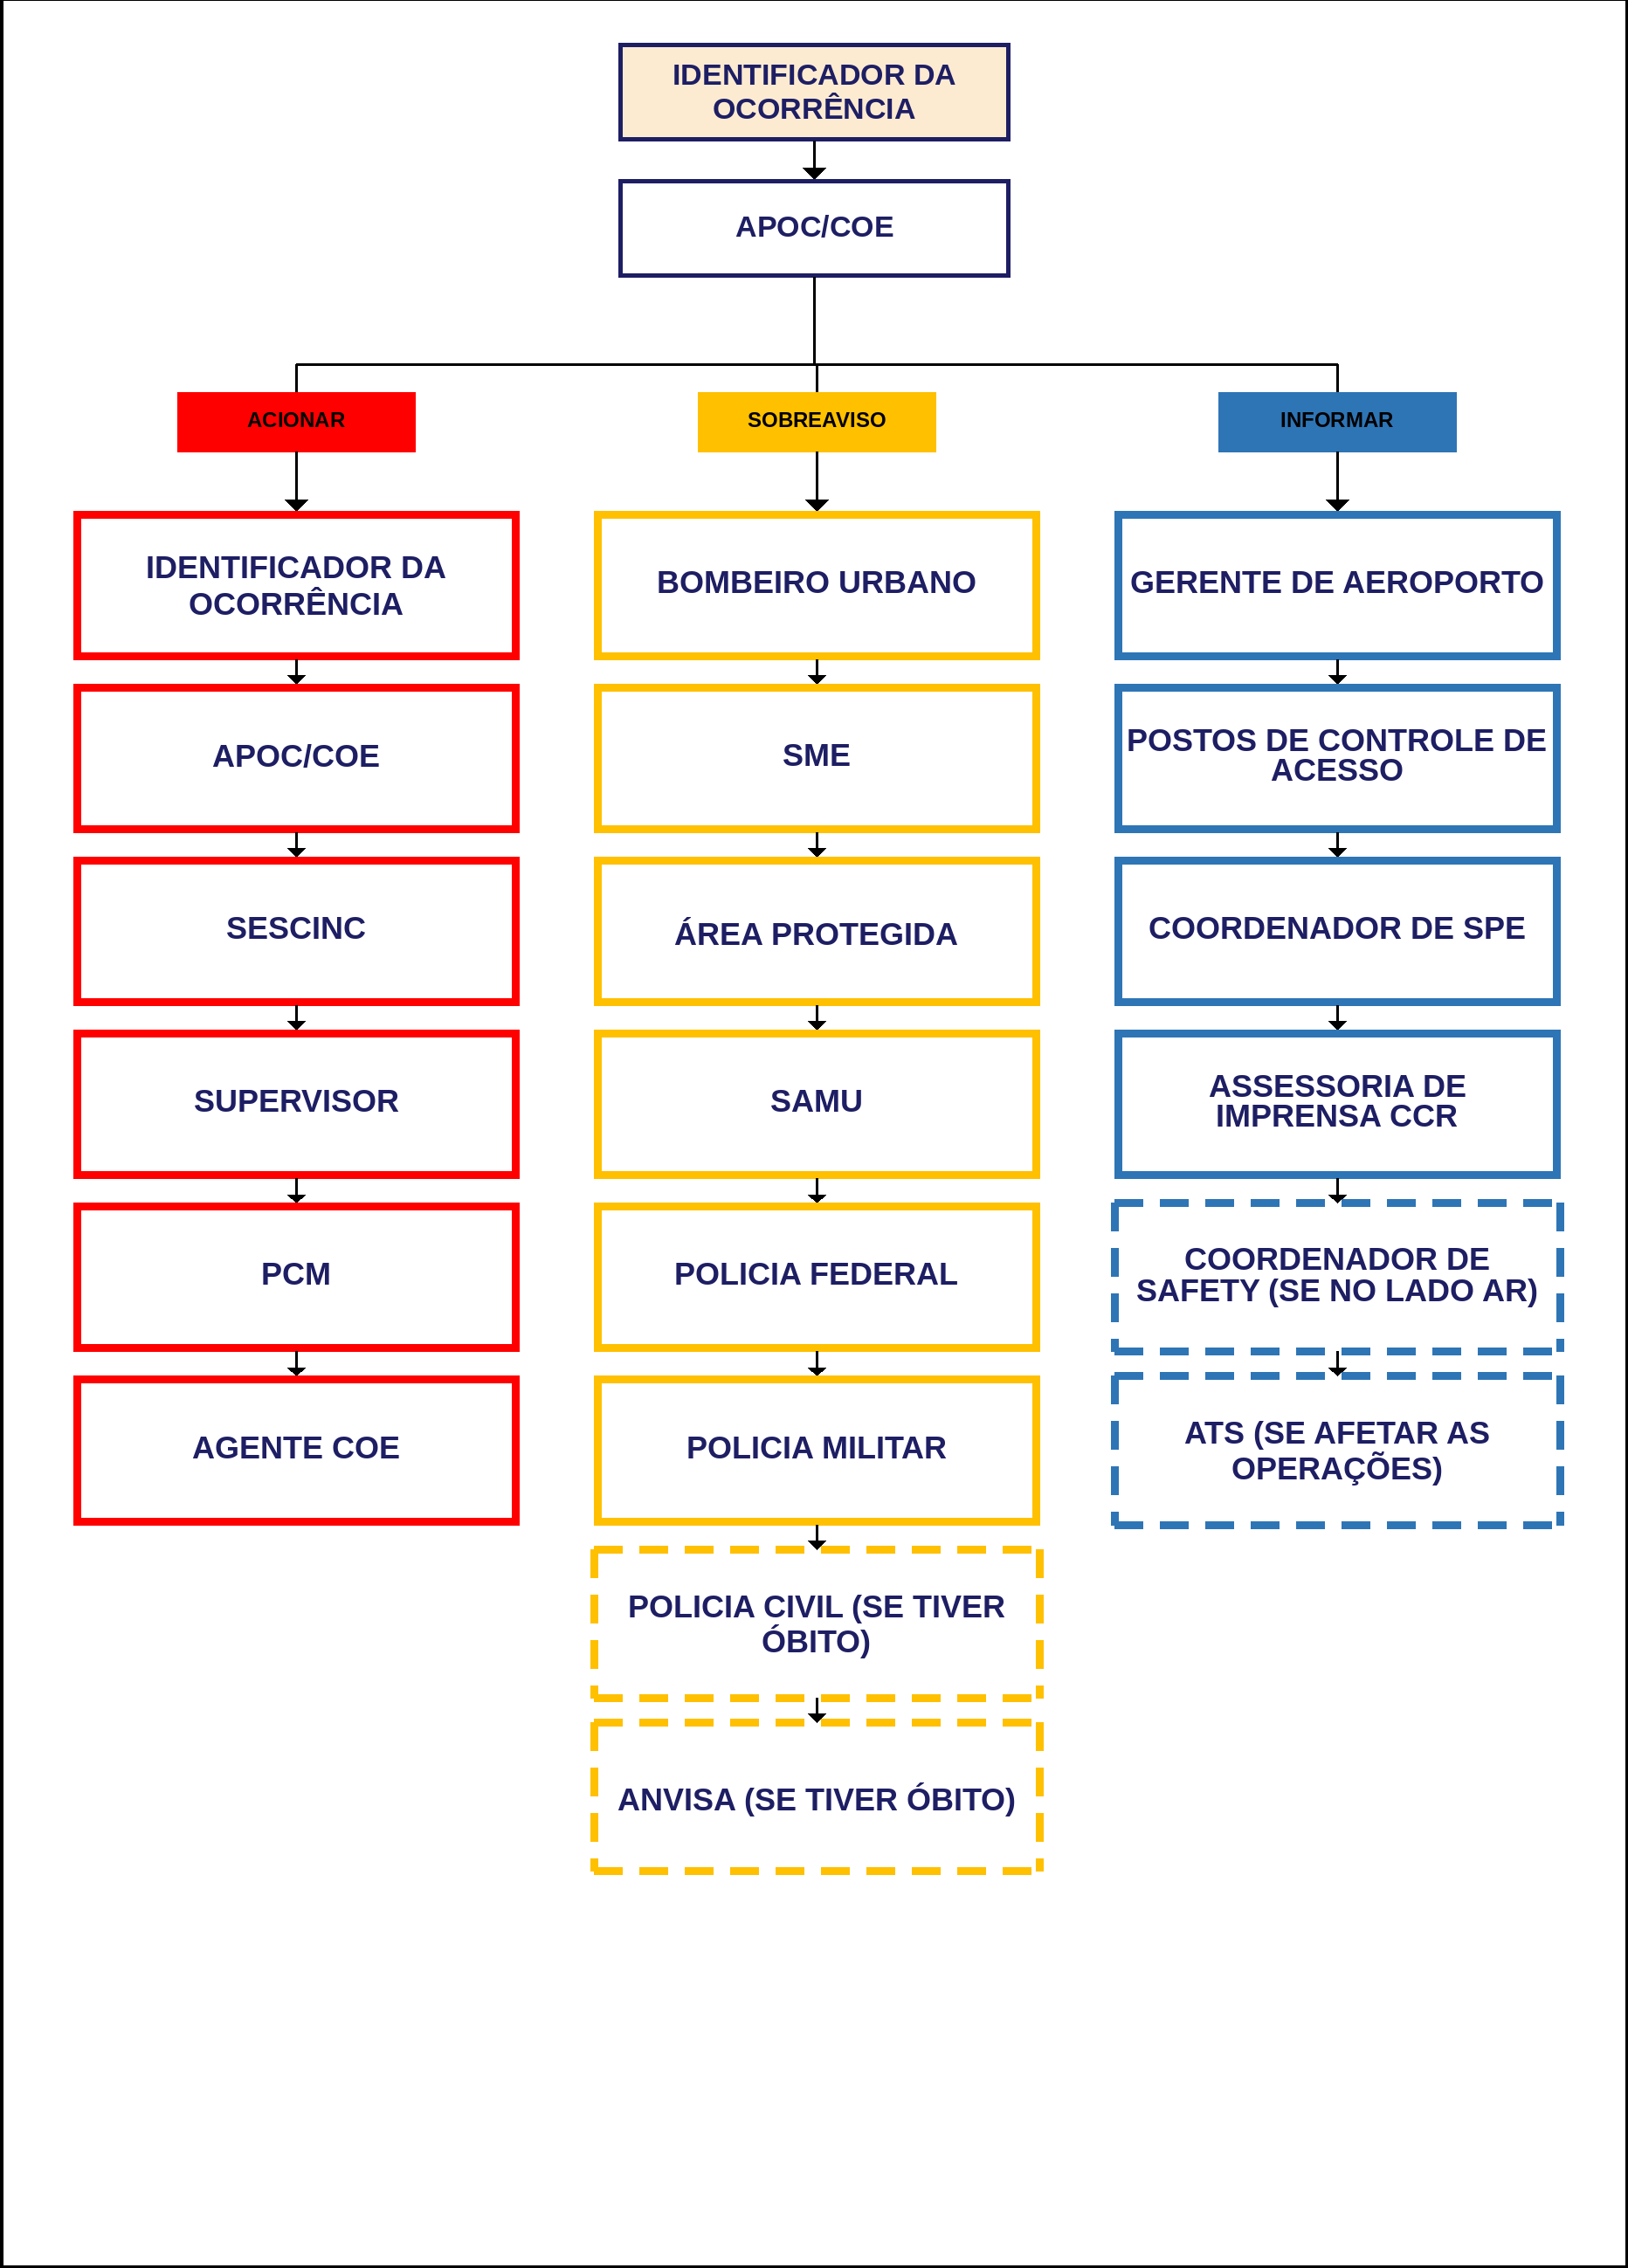 IDENTIFICADOR DA
OCORRÊNCIA
APOC/COE
ACIONAR
SOBREAVISO
INFORMAR
IDENTIFICADOR DA
OCORRÊNCIA
APOC/COE
SESCINC
SUPERVISOR
PCM
AGENTE COE
BOMBEIRO URBANO
SME
ÁREA PROTEGIDA
SAMU
POLICIA FEDERAL
POLICIA MILITAR
POLICIA CIVIL (SE TIVER
ÓBITO)
ANVISA (SE TIVER ÓBITO)
GERENTE DE AEROPORTO
POSTOS DE CONTROLE DE
ACESSO
COORDENADOR DE SPE
ASSESSORIA DE
IMPRENSA CCR
COORDENADOR DE
SAFETY (SE NO LADO AR)
ATS (SE AFETAR AS
OPERAÇÕES)